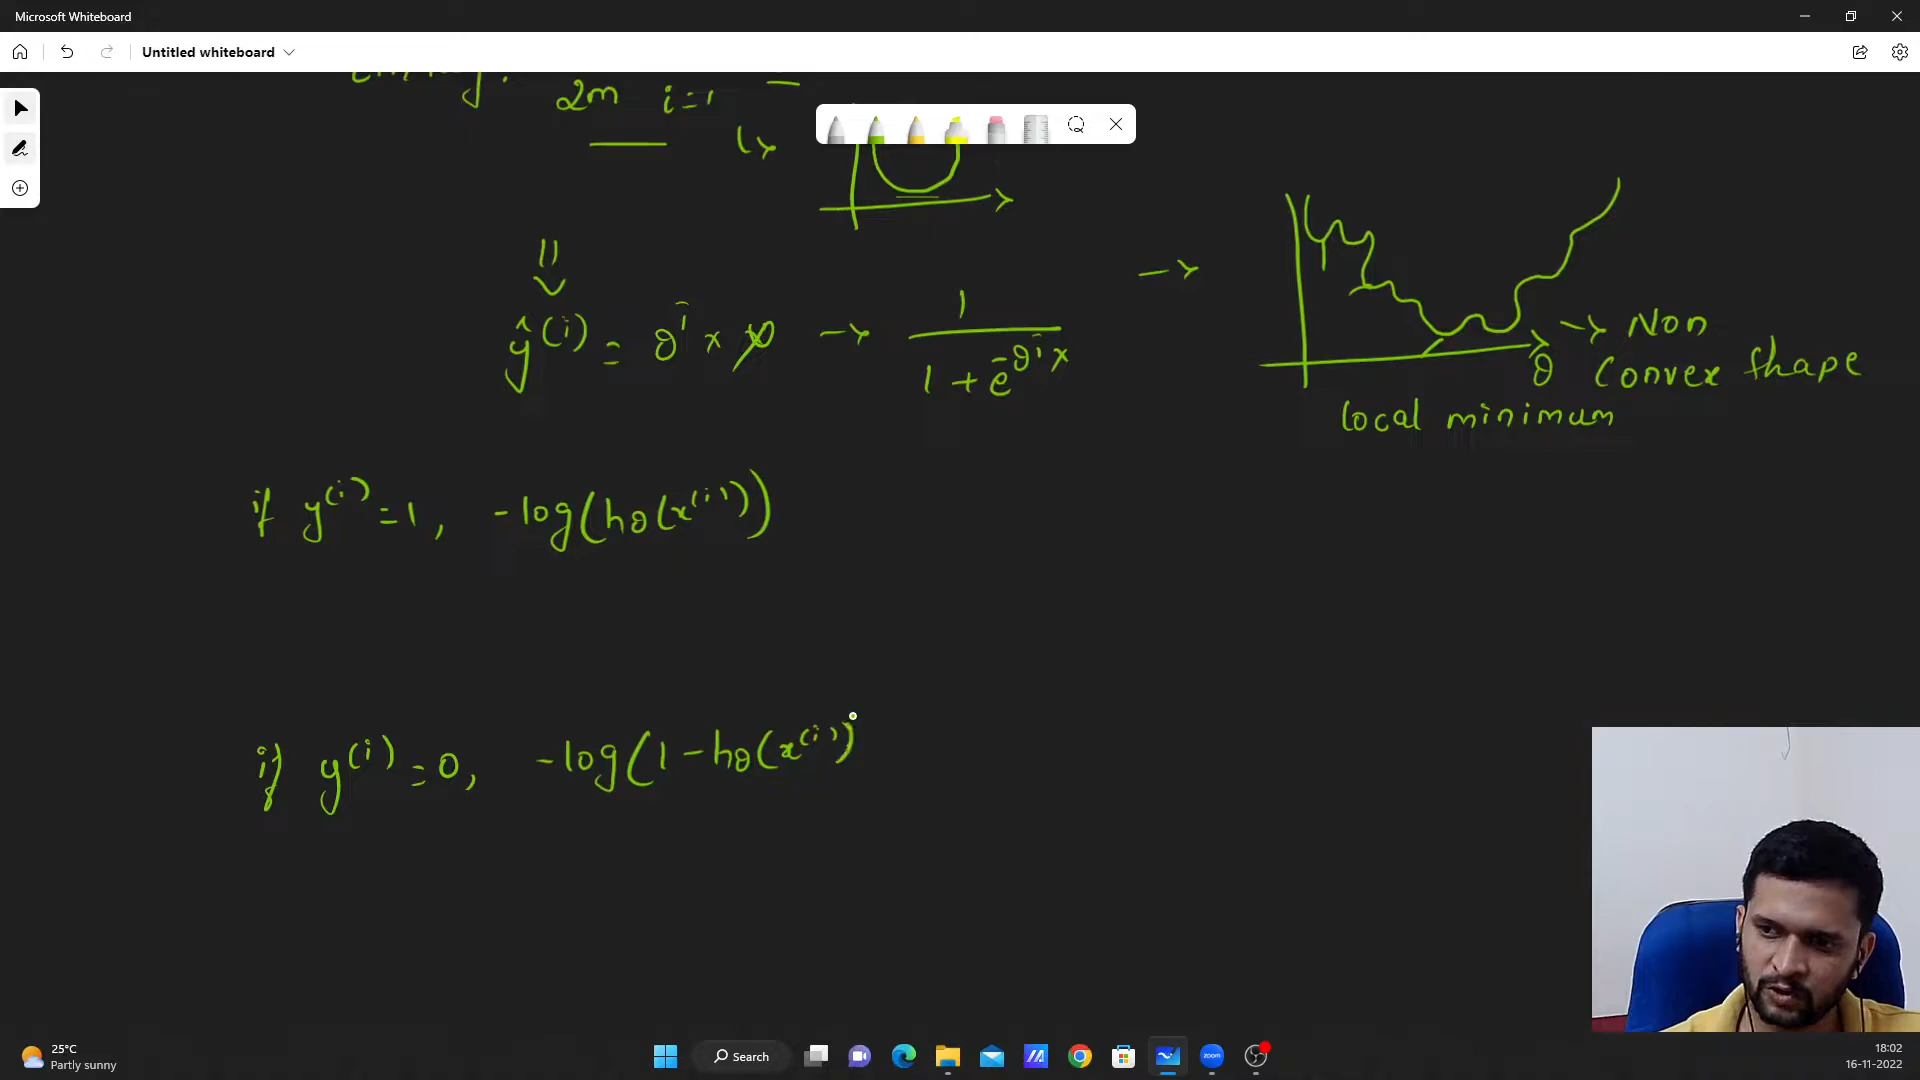 Microsoft Whiteboard
Untitled whiteboard
2m i=1
ŷ(i) = θᵀx → 1 / 1 + e^-θᵀx
θ → Non
Convex shape
local minimum
if y(i) = 1, -log(hθ(x(i)))
if y(i) = 0, -log(1 - hθ(x(i))
25°C
Partly sunny
Search
zoom
18:02
16-11-2022